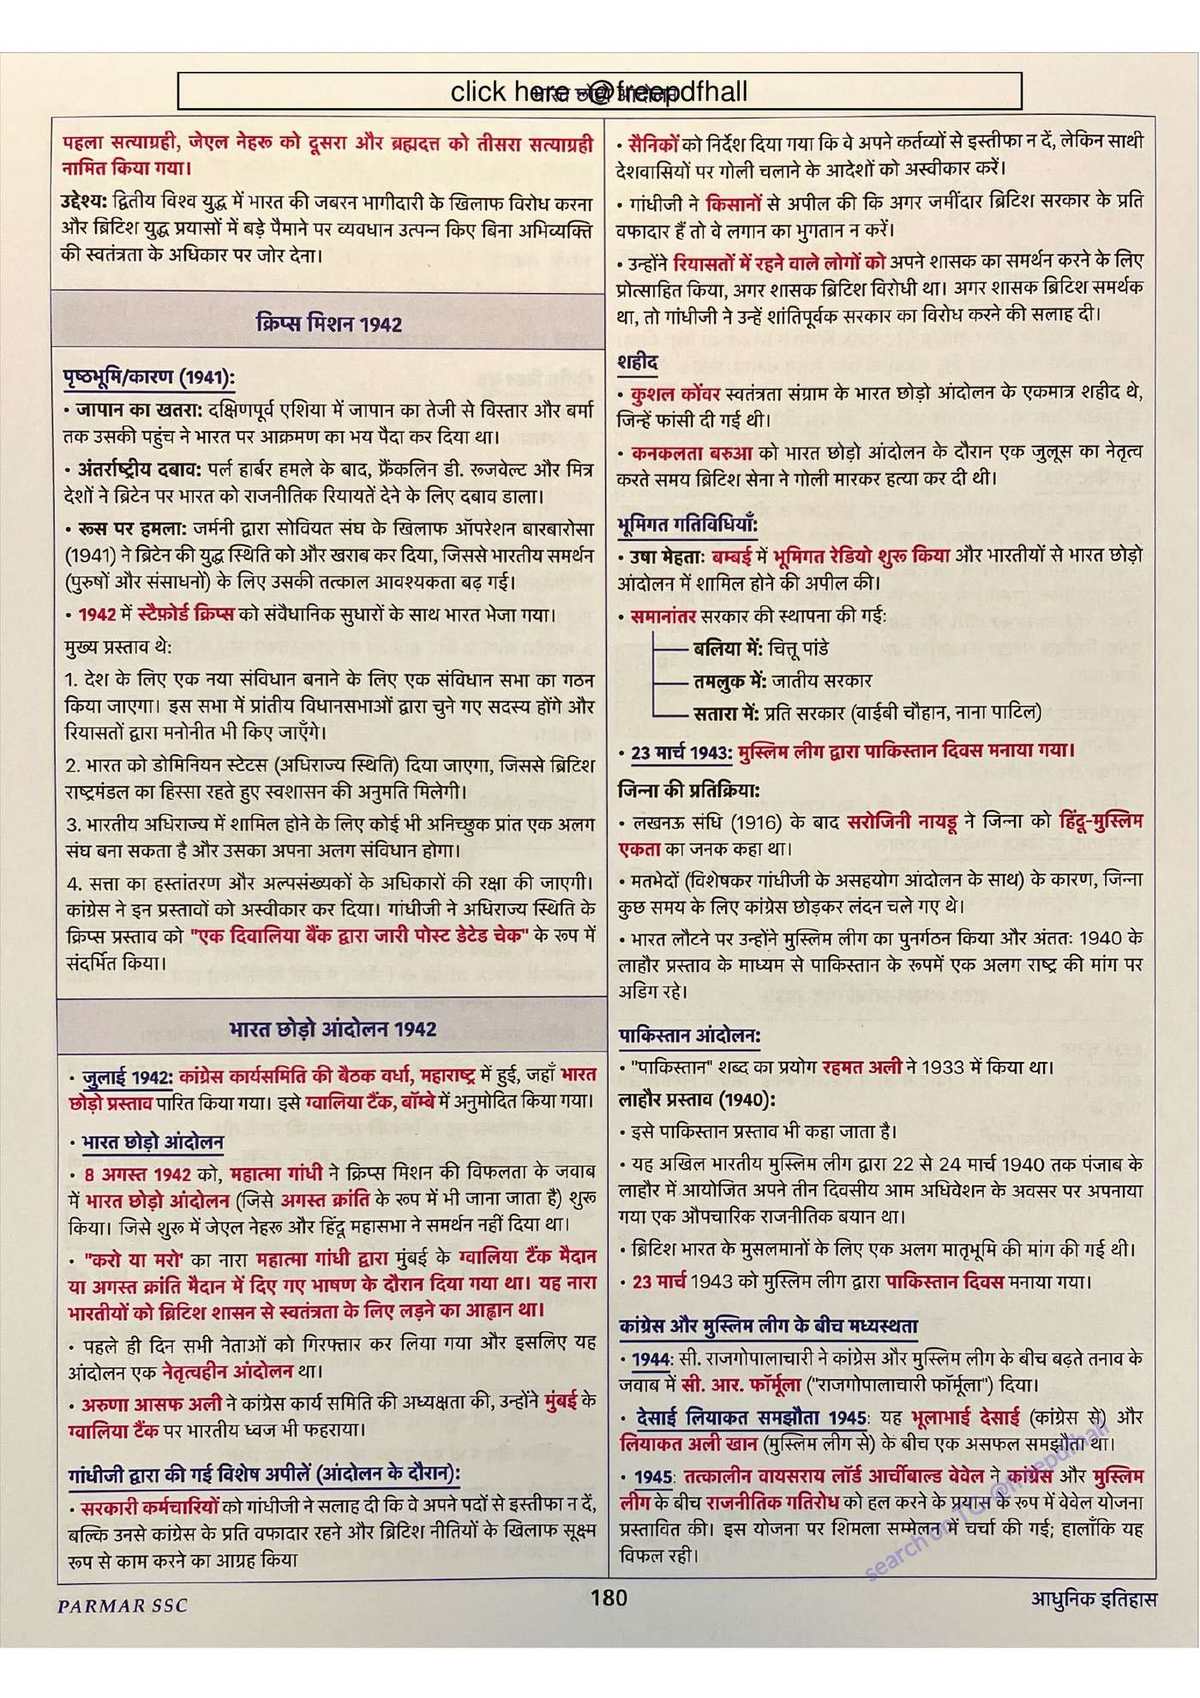 click here - @freepdfhall
भारत छोड़ो आंदोलन
पहला सत्याग्रही, जेएल नेहरू को दूसरा और ब्रह्मदत्त को तीसरा सत्याग्रही
नामित किया गया।
उद्देश्य: द्वितीय विश्व युद्ध में भारत की जबरन भागीदारी के खिलाफ विरोध करना
और ब्रिटिश युद्ध प्रयासों में बड़े पैमाने पर व्यवधान उत्पन्न किए बिना अभिव्यक्ति
की स्वतंत्रता के अधिकार पर जोर देना।
क्रिप्स मिशन 1942
पृष्ठभूमि/कारण (1941):
• जापान का खतरा: दक्षिणपूर्व एशिया में जापान का तेजी से विस्तार और बर्मा
तक उसकी पहुंच ने भारत पर आक्रमण का भय पैदा कर दिया था।
• अंतर्राष्ट्रीय दबाव: पर्ल हार्बर हमले के बाद, फ्रैंकलिन डी. रूजवेल्ट और मित्र
देशों ने ब्रिटेन पर भारत को राजनीतिक रियायतें देने के लिए दबाव डाला।
• रूस पर हमला: जर्मनी द्वारा सोवियत संघ के खिलाफ ऑपरेशन बारबारोसा
(1941) ने ब्रिटेन की युद्ध स्थिति को और खराब कर दिया, जिससे भारतीय समर्थन
(पुरुषों और संसाधनों) के लिए उसकी तत्काल आवश्यकता बढ़ गई।
• 1942 में स्टैफ़ोर्ड क्रिप्स को संवैधानिक सुधारों के साथ भारत भेजा गया।
मुख्य प्रस्ताव थे:
1. देश के लिए एक नया संविधान बनाने के लिए एक संविधान सभा का गठन
किया जाएगा। इस सभा में प्रांतीय विधानसभाओं द्वारा चुने गए सदस्य होंगे और
रियासतों द्वारा मनोनीत भी किए जाएँगे।
2. भारत को डोमिनियन स्टेटस (अधिराज्य स्थिति) दिया जाएगा, जिससे ब्रिटिश
राष्ट्रमंडल का हिस्सा रहते हुए स्वशासन की अनुमति मिलेगी।
3. भारतीय अधिराज्य में शामिल होने के लिए कोई भी अनिच्छुक प्रांत एक अलग
संघ बना सकता है और उसका अपना अलग संविधान होगा।
4. सत्ता का हस्तांतरण और अल्पसंख्यकों के अधिकारों की रक्षा की जाएगी।
कांग्रेस ने इन प्रस्तावों को अस्वीकार कर दिया। गांधीजी ने अधिराज्य स्थिति के
क्रिप्स प्रस्ताव को "एक दिवालिया बैंक द्वारा जारी पोस्ट डेटेड चेक" के रूप में
संदर्भित किया।
भारत छोड़ो आंदोलन 1942
• जुलाई 1942: कांग्रेस कार्यसमिति की बैठक वर्धा, महाराष्ट्र में हुई, जहाँ भारत
छोड़ो प्रस्ताव पारित किया गया। इसे ग्वालिया टैंक, बॉम्बे में अनुमोदित किया गया।
• भारत छोड़ो आंदोलन
• 8 अगस्त 1942 को, महात्मा गांधी ने क्रिप्स मिशन की विफलता के जवाब
में भारत छोड़ो आंदोलन (जिसे अगस्त क्रांति के रूप में भी जाना जाता है) शुरू
किया। जिसे शुरू में जेएल नेहरू और हिंदू महासभा ने समर्थन नहीं दिया था।
• "करो या मरो' का नारा महात्मा गांधी द्वारा मुंबई के ग्वालिया टैंक मैदान
या अगस्त क्रांति मैदान में दिए गए भाषण के दौरान दिया गया था। यह नारा
भारतीयों को ब्रिटिश शासन से स्वतंत्रता के लिए लड़ने का आह्वान था।
• पहले ही दिन सभी नेताओं को गिरफ्तार कर लिया गया और इसलिए यह
आंदोलन एक नेतृत्वहीन आंदोलन था।
• अरुणा आसफ अली ने कांग्रेस कार्य समिति की अध्यक्षता की, उन्होंने मुंबई के
ग्वालिया टैंक पर भारतीय ध्वज भी फहराया।
गांधीजी द्वारा की गई विशेष अपीलें (आंदोलन के दौरान):
• सरकारी कर्मचारियों को गांधीजी ने सलाह दी कि वे अपने पदों से इस्तीफा न दें,
बल्कि उनसे कांग्रेस के प्रति वफादार रहने और ब्रिटिश नीतियों के खिलाफ सूक्ष्म
रूप से काम करने का आग्रह किया
• सैनिकों को निर्देश दिया गया कि वे अपने कर्तव्यों से इस्तीफा न दें, लेकिन साथी
देशवासियों पर गोली चलाने के आदेशों को अस्वीकार करें।
• गांधीजी ने किसानों से अपील की कि अगर जमींदार ब्रिटिश सरकार के प्रति
वफादार हैं तो वे लगान का भुगतान न करें।
• उन्होंने रियासतों में रहने वाले लोगों को अपने शासक का समर्थन करने के लिए
प्रोत्साहित किया, अगर शासक ब्रिटिश विरोधी था। अगर शासक ब्रिटिश समर्थक
था, तो गांधीजी ने उन्हें शांतिपूर्वक सरकार का विरोध करने की सलाह दी।
शहीद
• कुशल कोंवर स्वतंत्रता संग्राम के भारत छोड़ो आंदोलन के एकमात्र शहीद थे,
जिन्हें फांसी दी गई थी।
• कनकलता बरुआ को भारत छोड़ो आंदोलन के दौरान एक जुलूस का नेतृत्व
करते समय ब्रिटिश सेना ने गोली मारकर हत्या कर दी थी।
भूमिगत गतिविधियाँ:
• उषा मेहताः बम्बई में भूमिगत रेडियो शुरू किया और भारतीयों से भारत छोड़ो
आंदोलन में शामिल होने की अपील की।
• समानांतर सरकार की स्थापना की गईः
बलिया में: चित्तू पांडे
तमलुक में: जातीय सरकार
सतारा में: प्रति सरकार (वाईबी चौहान, नाना पाटिल)
• 23 मार्च 1943: मुस्लिम लीग द्वारा पाकिस्तान दिवस मनाया गया।
जिन्ना की प्रतिक्रिया:
• लखनऊ संधि (1916) के बाद सरोजिनी नायडू ने जिन्ना को हिंदू-मुस्लिम
एकता का जनक कहा था।
• मतभेदों (विशेषकर गांधीजी के असहयोग आंदोलन के साथ) के कारण, जिन्ना
कुछ समय के लिए कांग्रेस छोड़कर लंदन चले गए थे।
• भारत लौटने पर उन्होंने मुस्लिम लीग का पुनर्गठन किया और अंततः 1940 के
लाहौर प्रस्ताव के माध्यम से पाकिस्तान के रूपमें एक अलग राष्ट्र की मांग पर
अडिग रहे।
पाकिस्तान आंदोलन:
• "पाकिस्तान" शब्द का प्रयोग रहमत अली ने 1933 में किया था।
लाहौर प्रस्ताव (1940):
• इसे पाकिस्तान प्रस्ताव भी कहा जाता है।
• यह अखिल भारतीय मुस्लिम लीग द्वारा 22 से 24 मार्च 1940 तक पंजाब के
लाहौर में आयोजित अपने तीन दिवसीय आम अधिवेशन के अवसर पर अपनाया
गया एक औपचारिक राजनीतिक बयान था।
• ब्रिटिश भारत के मुसलमानों के लिए एक अलग मातृभूमि की मांग की गई थी।
• 23 मार्च 1943 को मुस्लिम लीग द्वारा पाकिस्तान दिवस मनाया गया।
कांग्रेस और मुस्लिम लीग के बीच मध्यस्थता
• 1944: सी. राजगोपालाचारी ने कांग्रेस और मुस्लिम लीग के बीच बढ़ते तनाव के
जवाब में सी. आर. फॉर्मूला ("राजगोपालाचारी फॉर्मूला") दिया।
• देसाई लियाकत समझौता 1945: यह भूलाभाई देसाई (कांग्रेस से) और
लियाकत अली खान (मुस्लिम लीग से) के बीच एक असफल समझौता था।
• 1945: तत्कालीन वायसराय लॉर्ड आर्चीबाल्ड वेवेल ने कांग्रेस और मुस्लिम
लीग के बीच राजनीतिक गतिरोध को हल करने के प्रयास के रूप में वेवेल योजना
प्रस्तावित की। इस योजना पर शिमला सम्मेलन में चर्चा की गई; हालाँकि यह
विफल रही।
search on TG: @freepdfhall
PARMAR SSC
180
आधुनिक इतिहास